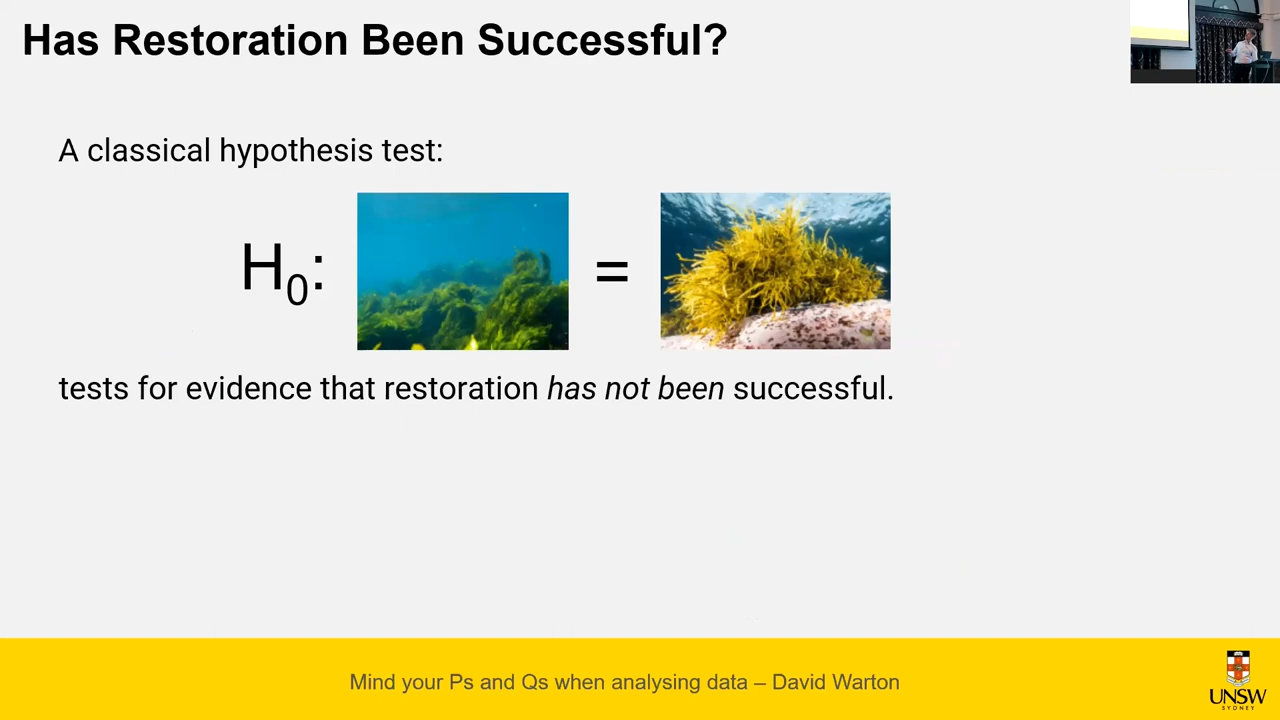 Has Restoration Been Successful?
A classical hypothesis test:
H0: =
tests for evidence that restoration has not been successful.
Mind your Ps and Qs when analysing data – David Warton
UNSW
SYDNEY